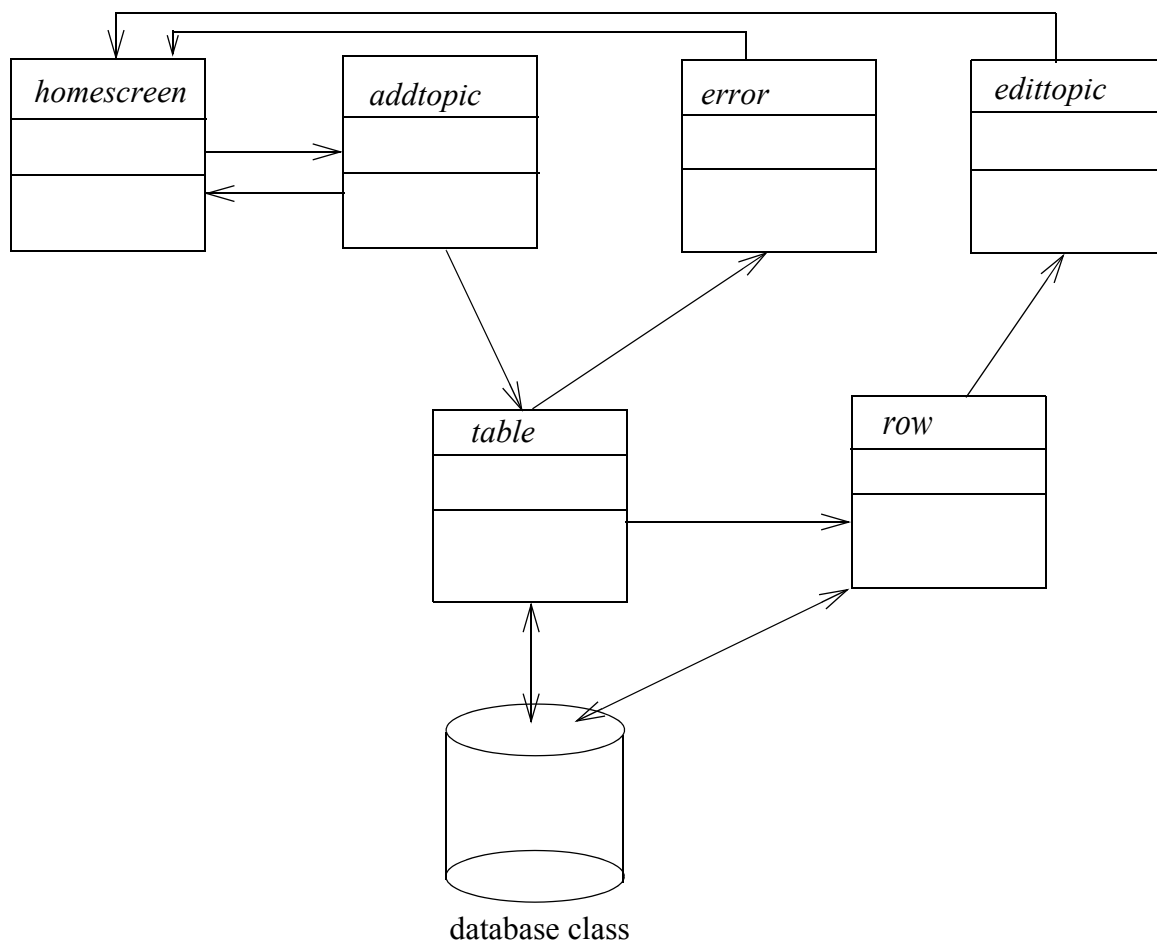 homescreen
addtopic
error
edittopic
table
row
database class